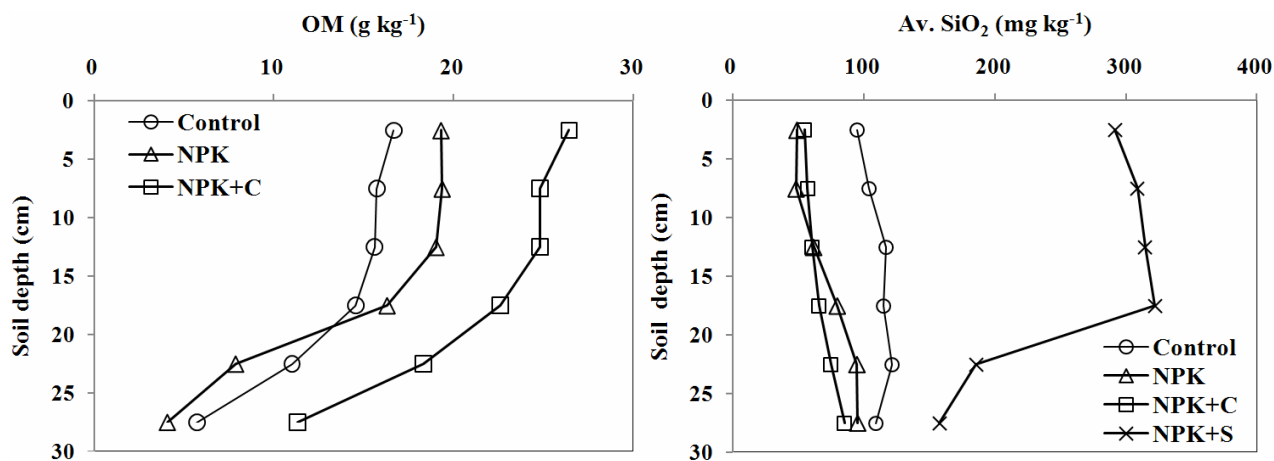 OM (g kg⁻¹)
0 10 20 30
0
5
10
15
20
25
30
Soil depth (cm)
Control
NPK
NPK+C
Av. SiO₂ (mg kg⁻¹)
0 100 200 300 400
0
5
10
15
20
25
30
Soil depth (cm)
Control
NPK
NPK+C
NPK+S